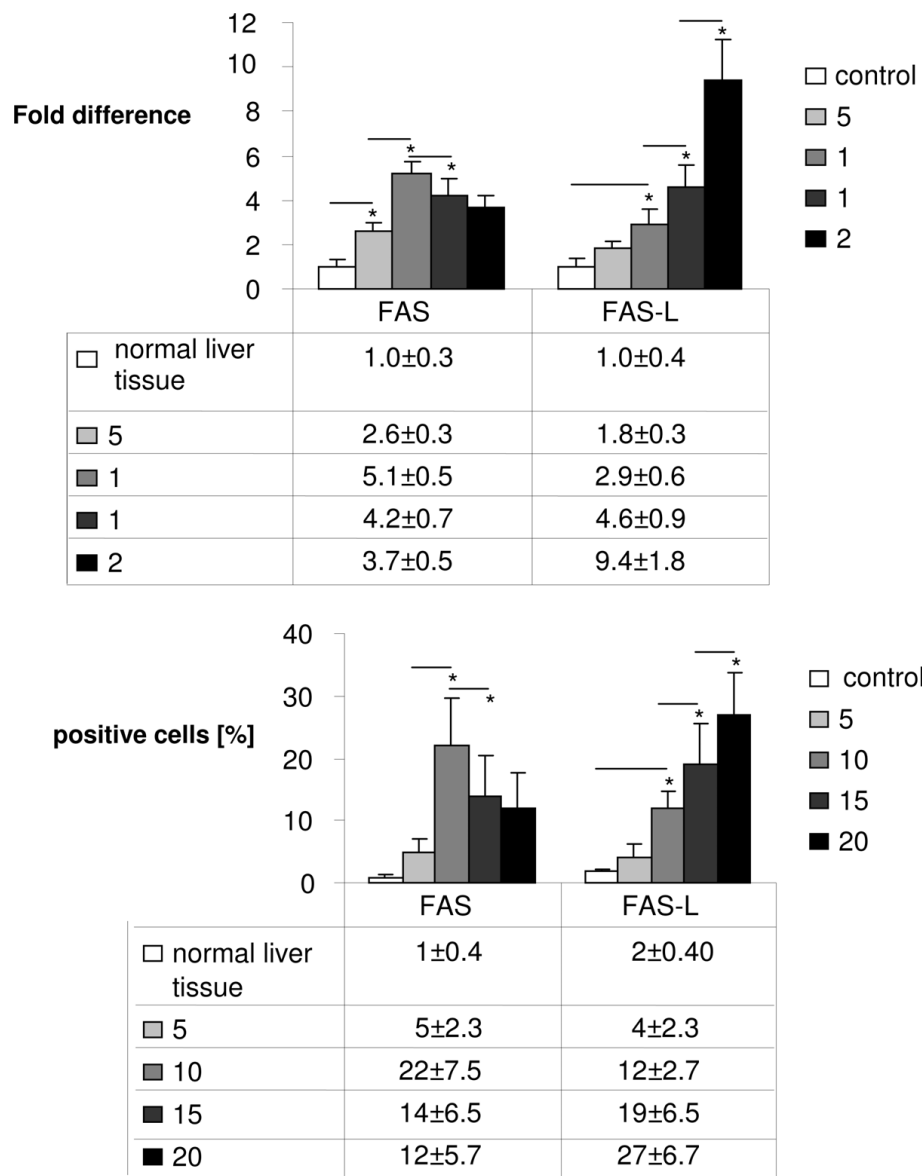 12
10
8
6
4
2
0
Fold difference
*
*
*
*
*
*
control
5
1
1
2
FAS FAS-L
normal liver tissue 1.0±0.3 1.0±0.4
5 2.6±0.3 1.8±0.3
1 5.1±0.5 2.9±0.6
1 4.2±0.7 4.6±0.9
2 3.7±0.5 9.4±1.8
40
30
20
10
0
positive cells [%]
*
*
*
*
*
control
5
10
15
20
FAS FAS-L
normal liver tissue 1±0.4 2±0.40
5 5±2.3 4±2.3
10 22±7.5 12±2.7
15 14±6.5 19±6.5
20 12±5.7 27±6.7